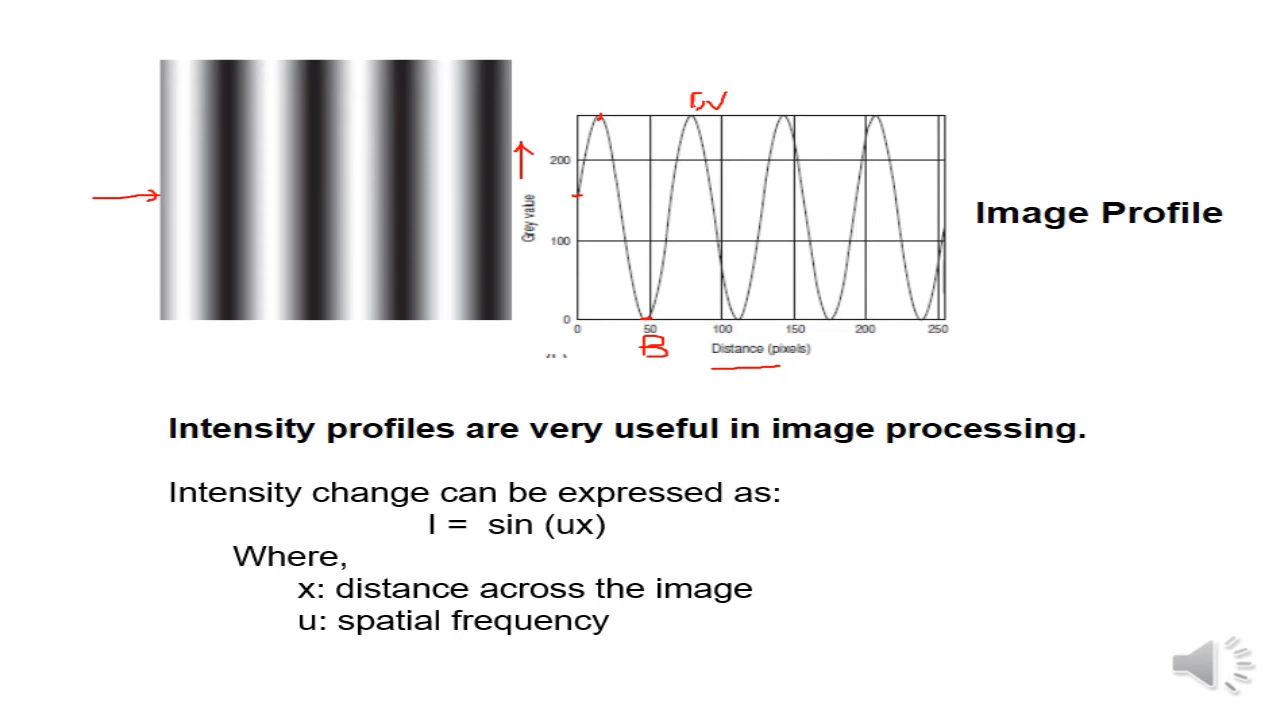 W
200
100
0
Grey value
0 50 100 150 200 250
B
Distance (pixels)
Image Profile
Intensity profiles are very useful in image processing.
Intensity change can be expressed as:
I = sin (ux)
Where,
x: distance across the image
u: spatial frequency